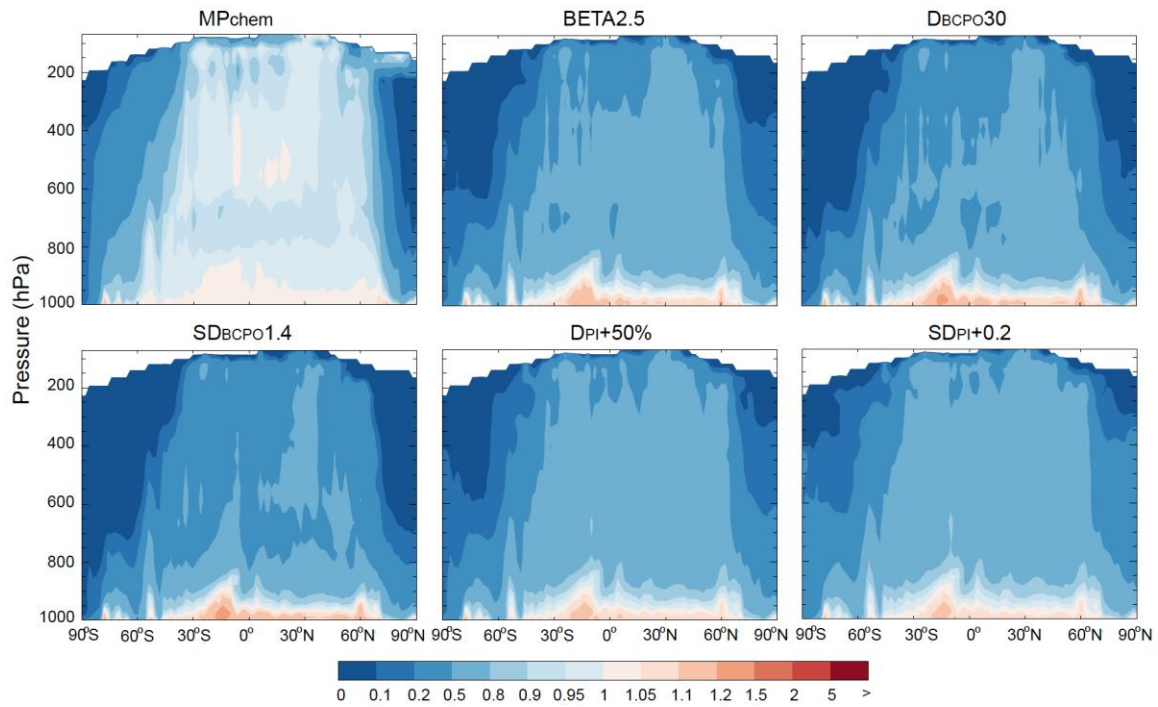 MPchem BETA2.5 DBCPO30
200
400
600
800
1000
Pressure (hPa)
SDBCPO1.4 DPI+50% SDPI+0.2
200
400
600
800
1000
90°S 60°S 30°S 0° 30°N 60°N 90°N 90°S 60°S 30°S 0° 30°N 60°N 90°N 90°S 60°S 30°S 0° 30°N 60°N 90°N
0 0.1 0.2 0.5 0.8 0.9 0.95 1 1.05 1.1 1.2 1.5 2 5 >